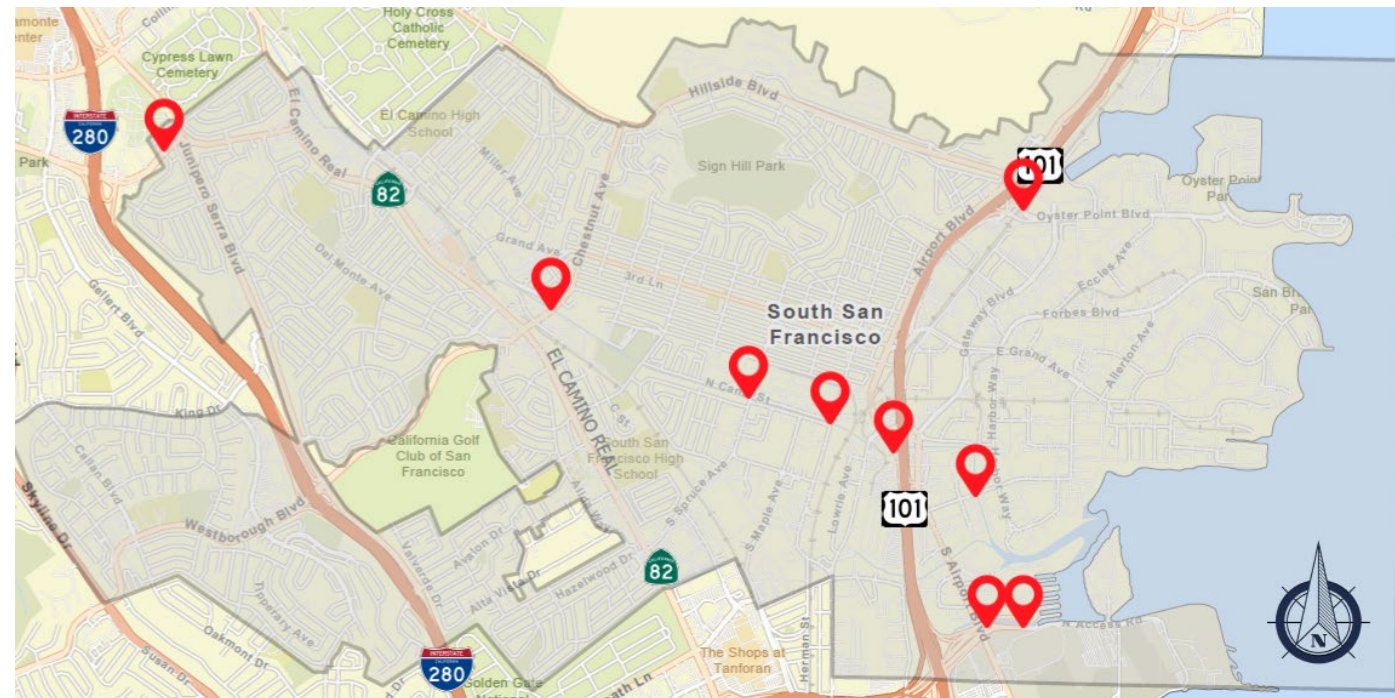 Holy Cross
Catholic
Cemetery
Cypress Lawn
Cemetery
INTERSTATE
CALIFORNIA
280
Park
Junipero Serra Blvd
El Camino Real
El Camino High
School
82
Miller Ave
Chestnut Ave
Hillside Blvd
Sign Hill Park
101
Oyster Point Blvd
Airport Blvd
Grand Ave
3rd Ln
Del Monte Ave
Gellert Blvd
South San
Francisco
Gateway Blvd
Eccles Ave
Forbes Blvd
E Grand Ave
Allerton Ave
EL CAMINO REAL
C St
King Dr
California Golf
Club of San
Francisco
South San
Francisco High
School
S Spruce Ave
S Maple Ave
Lowrie Ave
101
Callan Blvd
Skyline Dr
Westborough Blvd
Valverde Dr
Avalon Dr
Alta Vista Dr
Hazelwood Dr
82
Tipperary Ave
Oakmont Dr
Susan Dr
INTERSTATE
CALIFORNIA
280
Golden Gate
The Shops at
Tanforan
Herman St
S Airport Blvd
N Access Rd
N